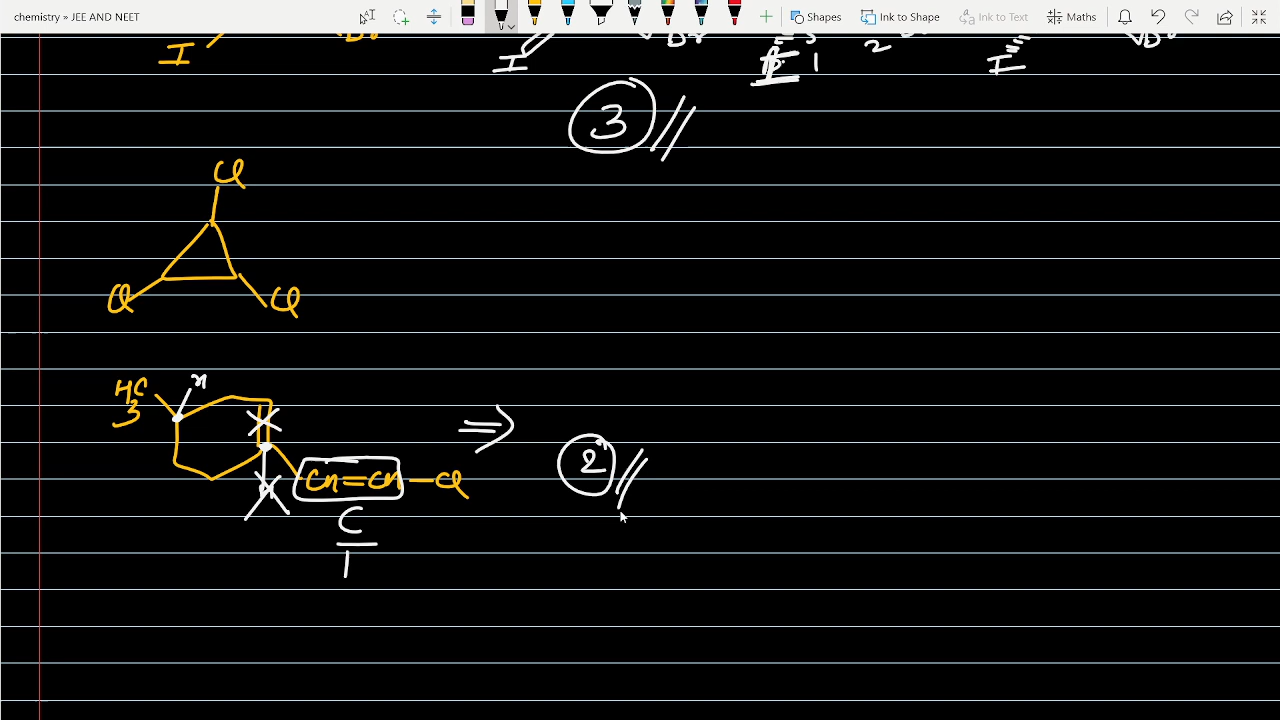 chemistry » JEE AND NEET
Shapes Ink to Shape Ink to Text Maths
I I 1 2 I
3
Cl
Cl Cl
H3C H
CH=CH-Cl
C
1
2